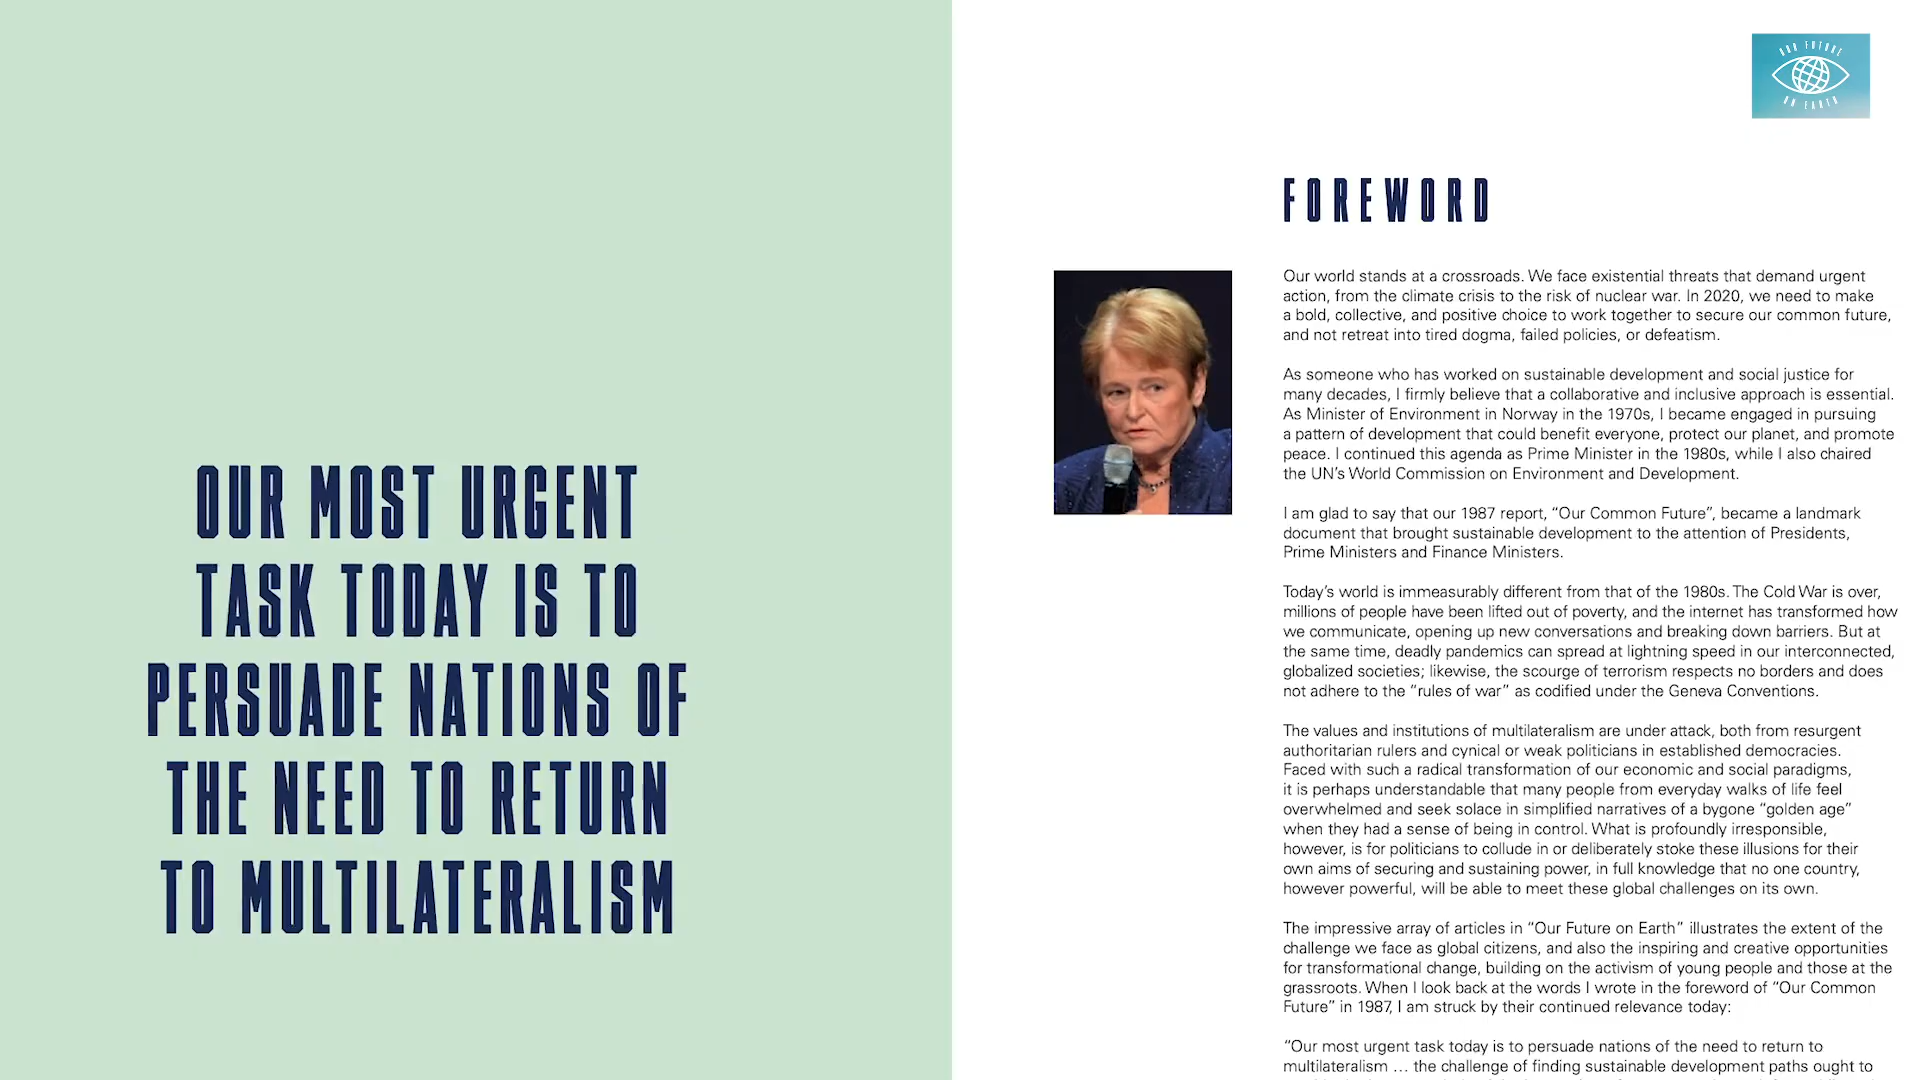 OUR MOST URGENT
TASK TODAY IS TO
PERSUADE NATIONS OF
THE NEED TO RETURN
TO MULTILATERALISM
OUR FUTURE
ON EARTH
FOREWORD
Our world stands at a crossroads. We face existential threats that demand urgent
action, from the climate crisis to the risk of nuclear war. In 2020, we need to make
a bold, collective, and positive choice to work together to secure our common future,
and not retreat into tired dogma, failed policies, or defeatism.
As someone who has worked on sustainable development and social justice for
many decades, I firmly believe that a collaborative and inclusive approach is essential.
As Minister of Environment in Norway in the 1970s, I became engaged in pursuing
a pattern of development that could benefit everyone, protect our planet, and promote
peace. I continued this agenda as Prime Minister in the 1980s, while I also chaired
the UN’s World Commission on Environment and Development.
I am glad to say that our 1987 report, “Our Common Future”, became a landmark
document that brought sustainable development to the attention of Presidents,
Prime Ministers and Finance Ministers.
Today’s world is immeasurably different from that of the 1980s. The Cold War is over,
millions of people have been lifted out of poverty, and the internet has transformed how
we communicate, opening up new conversations and breaking down barriers. But at
the same time, deadly pandemics can spread at lightning speed in our interconnected,
globalized societies; likewise, the scourge of terrorism respects no borders and does
not adhere to the “rules of war” as codified under the Geneva Conventions.
The values and institutions of multilateralism are under attack, both from resurgent
authoritarian rulers and cynical or weak politicians in established democracies.
Faced with such a radical transformation of our economic and social paradigms,
it is perhaps understandable that many people from everyday walks of life feel
overwhelmed and seek solace in simplified narratives of a bygone “golden age”
when they had a sense of being in control. What is profoundly irresponsible,
however, is for politicians to collude in or deliberately stoke these illusions for their
own aims of securing and sustaining power, in full knowledge that no one country,
however powerful, will be able to meet these global challenges on its own.
The impressive array of articles in “Our Future on Earth” illustrates the extent of the
challenge we face as global citizens, and also the inspiring and creative opportunities
for transformational change, building on the activism of young people and those at the
grassroots. When I look back at the words I wrote in the foreword of “Our Common
Future” in 1987, I am struck by their continued relevance today:
“Our most urgent task today is to persuade nations of the need to return to
multilateralism … the challenge of finding sustainable development paths ought to